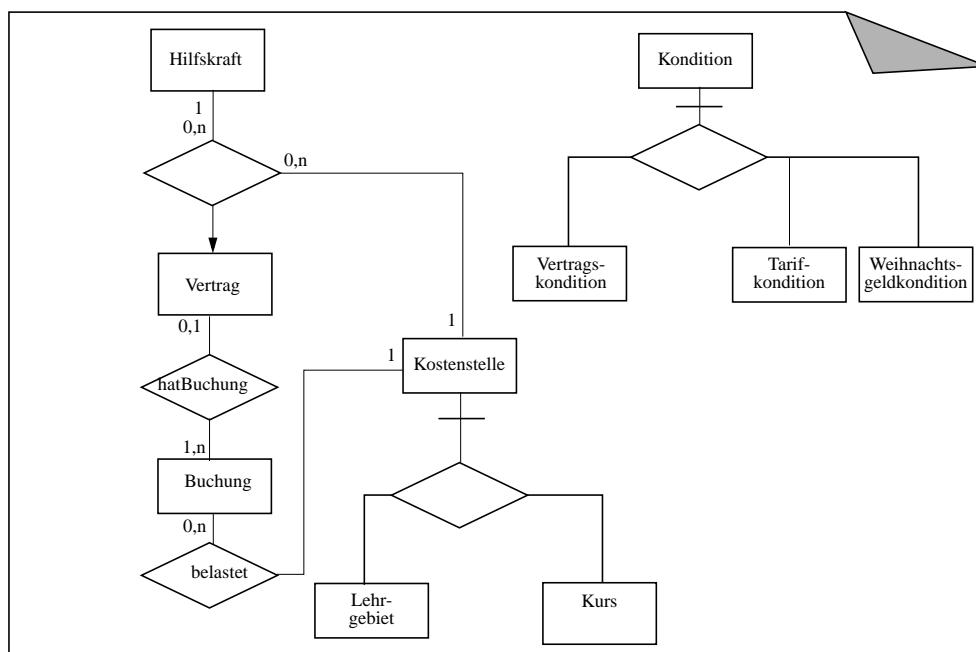 Hilfskraft
1
0,n
0,n
Vertrag
0,1
hatBuchung
1,n
Buchung
0,n
belastet
1
1
Kostenstelle
Lehr-
gebiet
Kurs
Kondition
Vertrags-
kondition
Tarif-
kondition
Weihnachts-
geldkondition